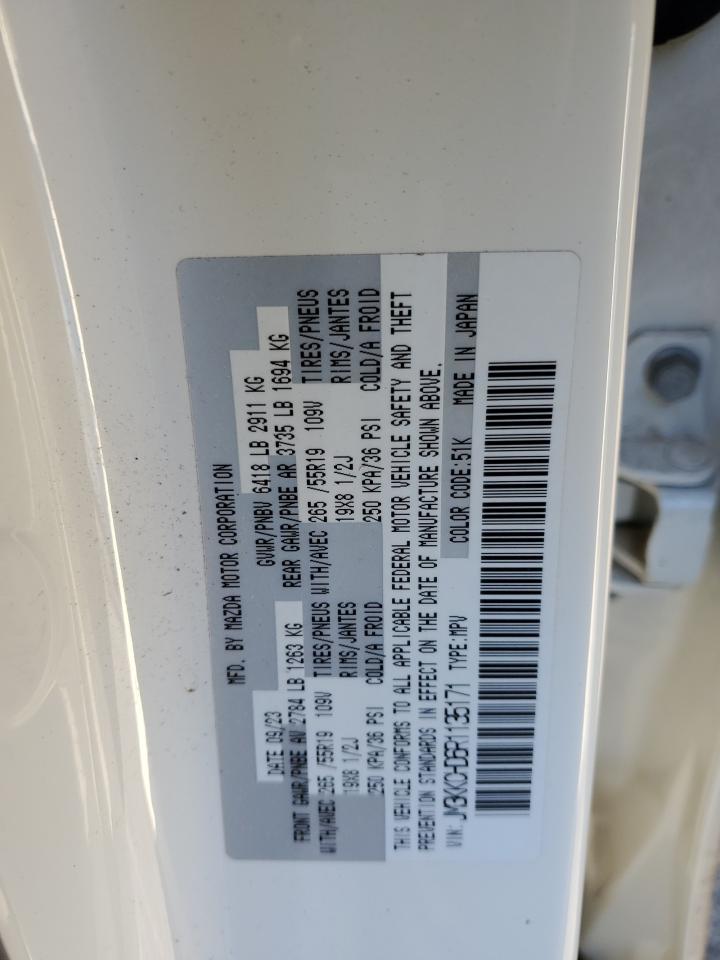 MFD. BY MAZDA MOTOR CORPORATION
DATE 09/23 GVWR/PNBV 6418 LB 2911 KG
FRONT GAWR/PNBE AV 2784 LB 1263 KG REAR GAWR/PNBE AR 3735 LB 1694 KG
WITH/AVEC 265 /55R19 109V TIRES/PNEUS WITH/AVEC 265 /55R19 109V TIRES/PNEUS
19X8 1/2J RIMS/JANTES 19X8 1/2J RIMS/JANTES
250 KPA/36 PSI COLD/A FROID 250 KPA/36 PSI COLD/A FROID
THIS VEHICLE CONFORMS TO ALL APPLICABLE FEDERAL MOTOR VEHICLE SAFETY AND THEFT
PREVENTION STANDARDS IN EFFECT ON THE DATE OF MANUFACTURE SHOWN ABOVE.
VIN: JM3KKCHD6R1135171 TYPE:MPV COLOR CODE:51K MADE IN JAPAN